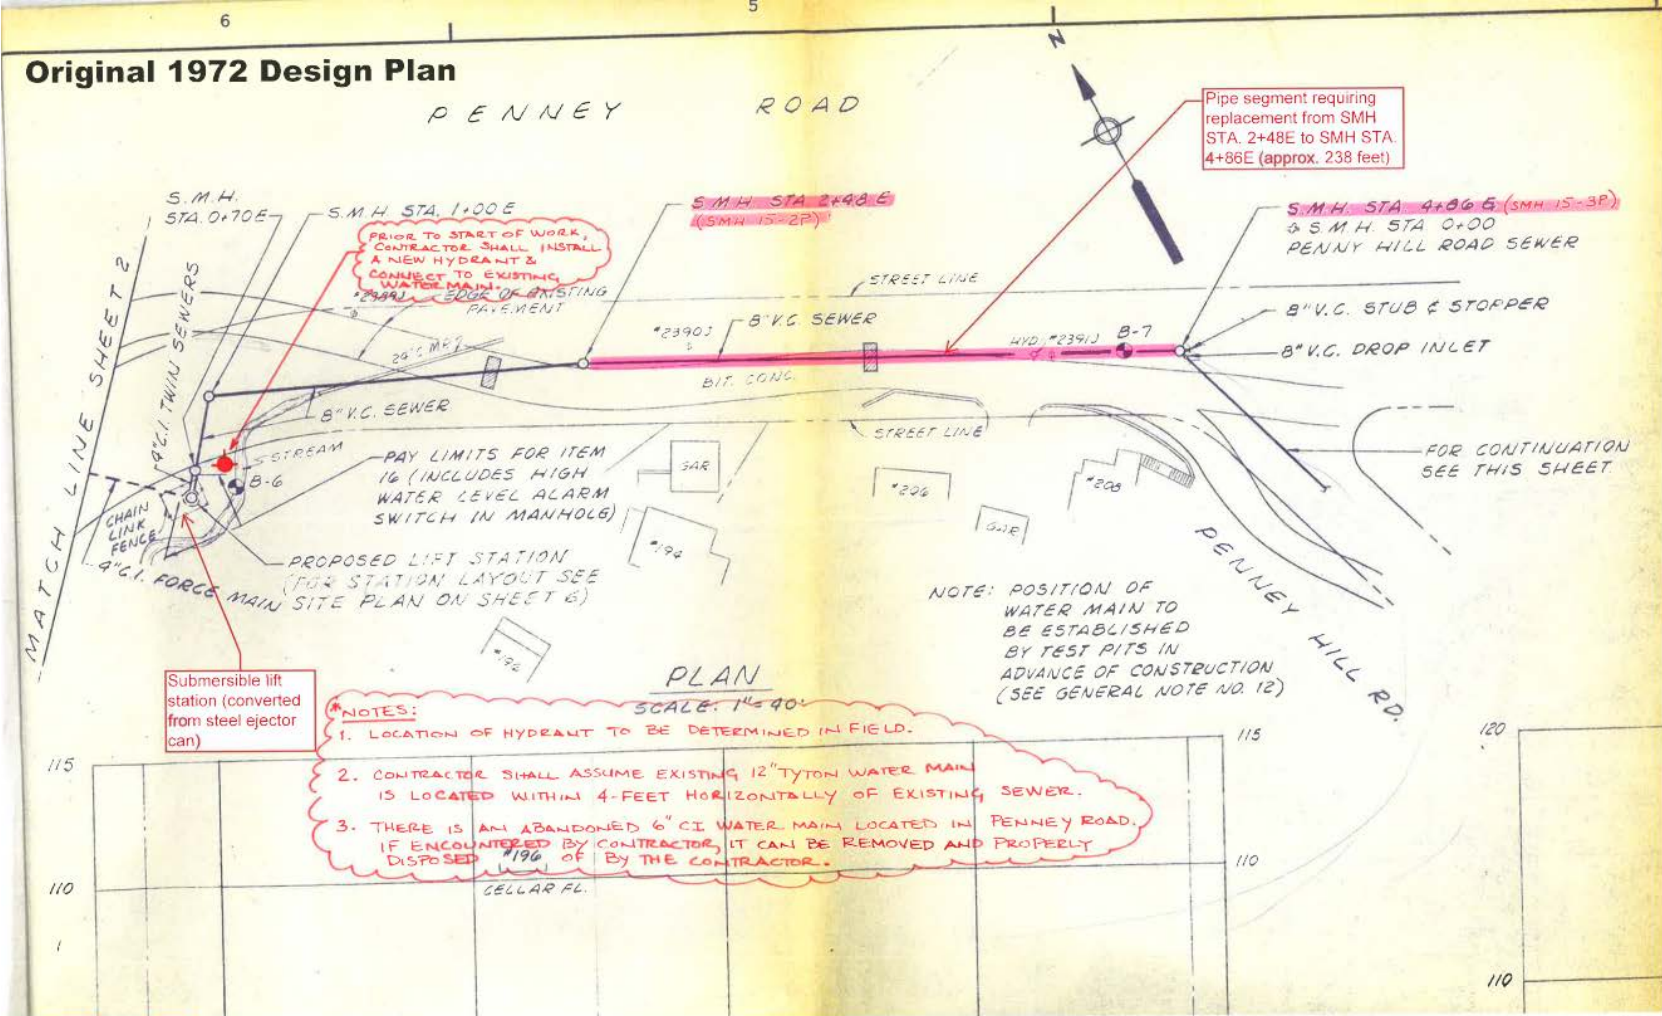 6
5
Original 1972 Design Plan
PENNEY ROAD
N
Pipe segment requiring
replacement from SMH
STA. 2+48E to SMH STA.
4+86E (approx. 238 feet)
S.M.H.
STA. 0+70E
S.M.H. STA. 1+00E
S.M.H. STA. 2+48 E
(SMH 15-2P)
S.M.H. STA. 4+86 E (SMH 15-3P)
& S.M.H. STA 0+00
PENNY HILL ROAD SEWER
PRIOR TO START OF WORK,
CONTRACTOR SHALL INSTALL
A NEW HYDRANT &
CONNECT TO EXISTING
WATER MAIN.
EDGE OF EXISTING
PAVEMENT
STREET LINE
8" V.C. STUB & STOPPER
8" V.C. DROP INLET
#2390J
8" V.C. SEWER
HYD. #2391J
B-7
BIT. CONC.
MATCH LINE SHEET 2
4" C.I. TWIN SEWERS
8" V.C. SEWER
STREAM
B-6
STREET LINE
PAY LIMITS FOR ITEM
16 (INCLUDES HIGH
WATER LEVEL ALARM
SWITCH IN MANHOLE)
GAR
#206
#208
FOR CONTINUATION
SEE THIS SHEET
CHAIN
LINK
FENCE
#194
GAR
PENNEY HILL RD.
4" C.I. FORCE MAIN
PROPOSED LIFT STATION
(FOR STATION LAYOUT SEE
SITE PLAN ON SHEET 6)
NOTE: POSITION OF
WATER MAIN TO
BE ESTABLISHED
BY TEST PITS IN
ADVANCE OF CONSTRUCTION
(SEE GENERAL NOTE NO. 12)
#196
Submersible lift
station (converted
from steel ejector
can)
PLAN
SCALE: 1"=40'
*NOTES:
1. LOCATION OF HYDRANT TO BE DETERMINED IN FIELD.
2. CONTRACTOR SHALL ASSUME EXISTING 12" TYTON WATER MAIN
IS LOCATED WITHIN 4-FEET HORIZONTALLY OF EXISTING SEWER.
3. THERE IS AN ABANDONED 6" CI WATER MAIN LOCATED IN PENNEY ROAD.
IF ENCOUNTERED BY CONTRACTOR, IT CAN BE REMOVED AND PROPERLY
DISPOSED OF BY THE CONTRACTOR.
#196
CELLAR FL.
115
115
120
110
110
110